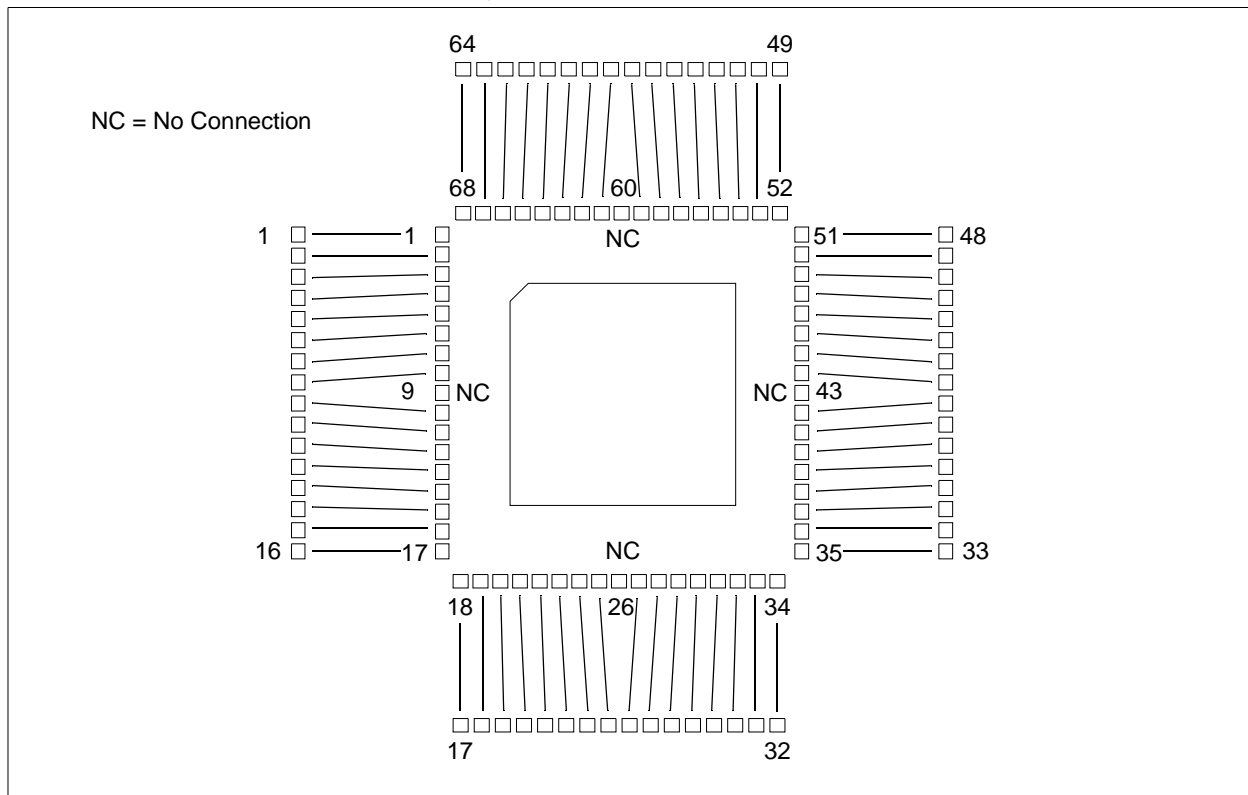 64 49
NC = No Connection
68 60 52
1 1 NC 51 48
9 NC NC 43
16 17 NC 35 33
18 26 34
17 32